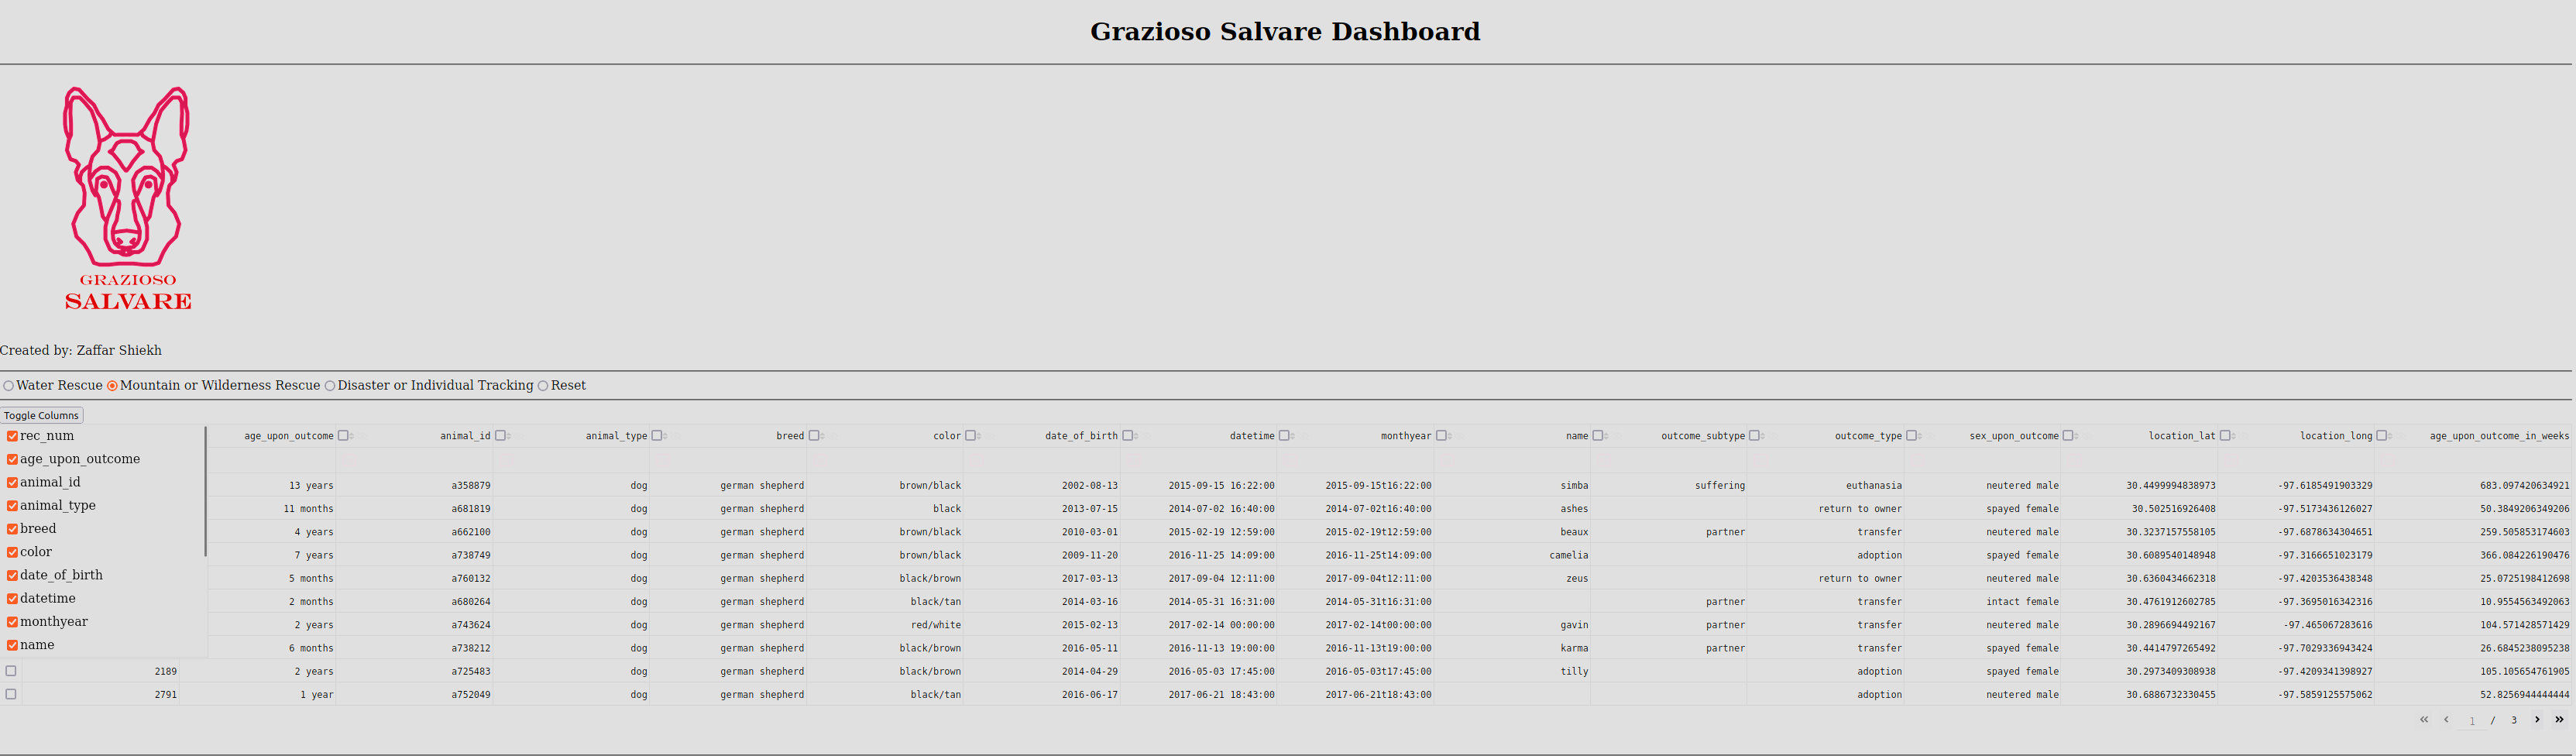 Grazioso Salvare Dashboard
GRAZIOSO
SALVARE
Created by: Zaffar Shiekh
Water Rescue Mountain or Wilderness Rescue Disaster or Individual Tracking Reset
Toggle Columns
rec_num
age_upon_outcome
animal_id
animal_type
breed
color
date_of_birth
datetime
monthyear
name
age_upon_outcome animal_id animal_type breed color date_of_birth datetime monthyear name outcome_subtype outcome_type sex_upon_outcome location_lat location_long age_upon_outcome_in_weeks
13 years a358879 dog german shepherd brown/black 2002-08-13 2015-09-15 16:22:00 2015-09-15t16:22:00 simba suffering euthanasia neutered male 30.4499994838973 -97.6185491903329 683.097420634921
11 months a681819 dog german shepherd black 2013-07-15 2014-07-02 16:40:00 2014-07-02t16:40:00 ashes return to owner spayed female 30.502516926408 -97.5173436126027 50.3849206349206
4 years a662100 dog german shepherd brown/black 2010-03-01 2015-02-19 12:59:00 2015-02-19t12:59:00 beaux partner transfer neutered male 30.3237157558105 -97.6878634304651 259.505853174603
7 years a738749 dog german shepherd brown/black 2009-11-20 2016-11-25 14:09:00 2016-11-25t14:09:00 camelia adoption spayed female 30.6089540148948 -97.3166651023179 366.084226190476
5 months a760132 dog german shepherd black/brown 2017-03-13 2017-09-04 12:11:00 2017-09-04t12:11:00 zeus return to owner neutered male 30.6360434662318 -97.4203536438348 25.0725198412698
2 months a680264 dog german shepherd black/tan 2014-03-16 2014-05-31 16:31:00 2014-05-31t16:31:00 partner transfer intact female 30.4761912602785 -97.3695016342316 10.9554563492063
2 years a743624 dog german shepherd red/white 2015-02-13 2017-02-14 00:00:00 2017-02-14t00:00:00 gavin partner transfer neutered male 30.2896694492167 -97.465067283616 104.571428571429
6 months a738212 dog german shepherd black/brown 2016-05-11 2016-11-13 19:00:00 2016-11-13t19:00:00 karma partner transfer spayed female 30.4414797265492 -97.7029336943424 26.6845238095238
2189 2 years a725483 dog german shepherd black/brown 2014-04-29 2016-05-03 17:45:00 2016-05-03t17:45:00 tilly adoption spayed female 30.2973409308938 -97.4209341398927 105.105654761905
2791 1 year a752049 dog german shepherd black/tan 2016-06-17 2017-06-21 18:43:00 2017-06-21t18:43:00 adoption neutered male 30.6886732330455 -97.5859125575062 52.8256944444444
1 / 3